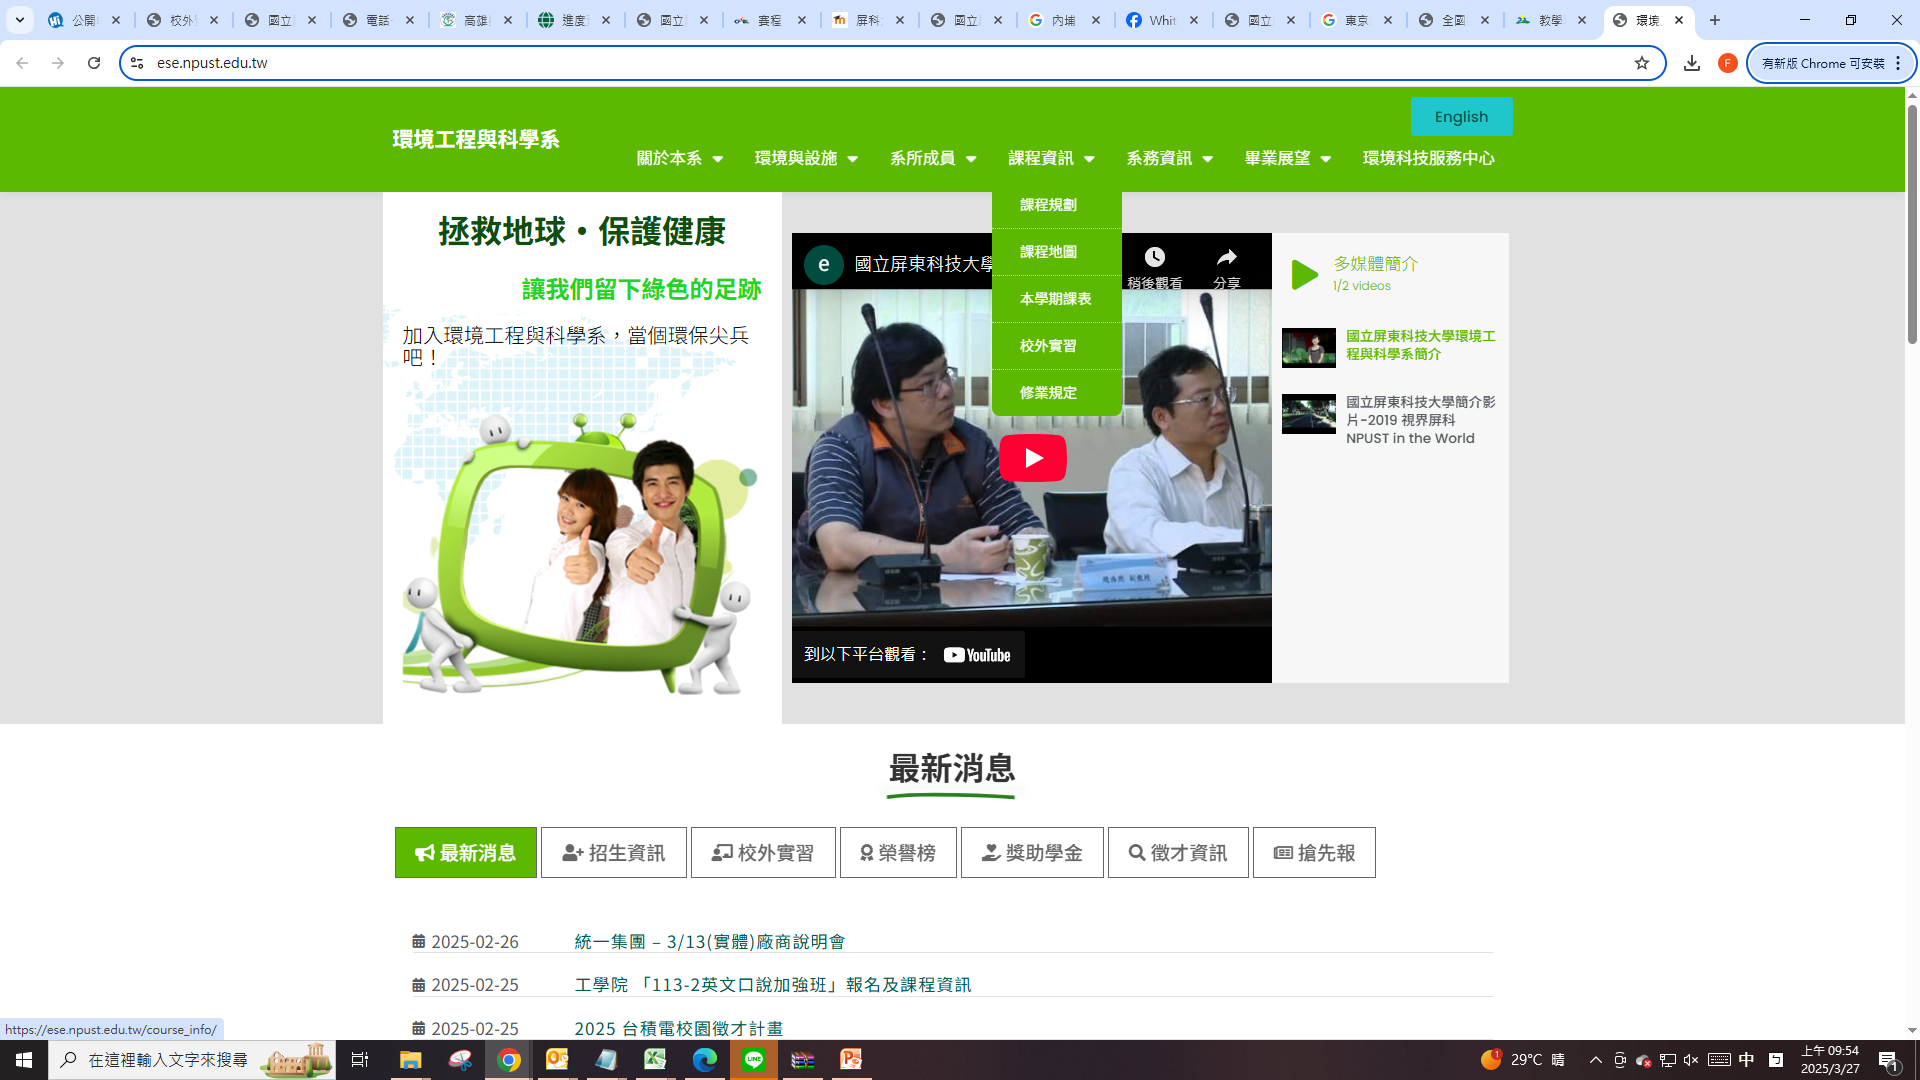 公開
校外
國立
電話
高雄
進度
國立
賽程
屏科
國立
內埔
Whit
國立
東京
全國
教學
環境
ese.npust.edu.tw
F
有新版 Chrome 可安裝
English
環境工程與科學系
關於本系
環境與設施
系所成員
課程資訊
系務資訊
畢業展望
環境科技服務中心
課程規劃
課程地圖
本學期課表
校外實習
修業規定
拯救地球・保護健康
讓我們留下綠色的足跡
加入環境工程與科學系，當個環保尖兵
吧！
e
國立屏東科技大學
稍後觀看
分享
到以下平台觀看：
YouTube
多媒體簡介
1/2 videos
國立屏東科技大學環境工
程與科學系簡介
國立屏東科技大學簡介影
片-2019 視界屏科
NPUST in the World
最新消息
最新消息
招生資訊
校外實習
榮譽榜
獎助學金
徵才資訊
搶先報
2025-02-26 統一集團 – 3/13(實體)廠商說明會
2025-02-25 工學院 「113-2英文口說加強班」報名及課程資訊
2025-02-25 2025 台積電校園徵才計畫
https://ese.npust.edu.tw/course_info/
在這裡輸入文字來搜尋
LINE
1
29°C 晴
中
上午 09:54
2025/3/27
1